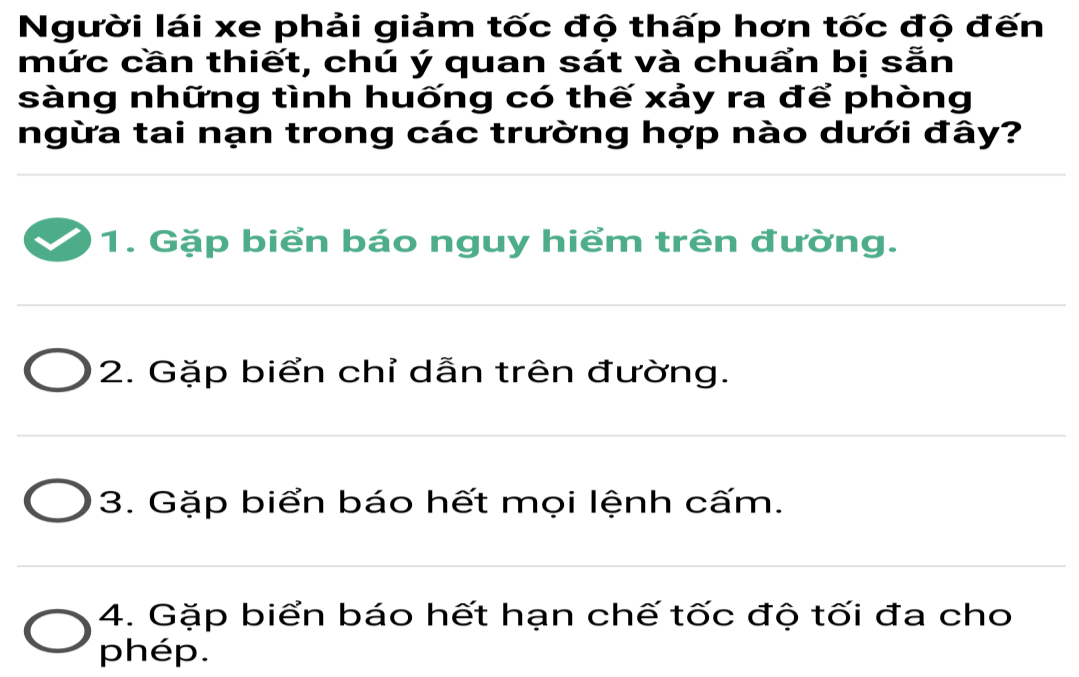 Người lái xe phải giảm tốc độ thấp hơn tốc độ đến
mức cần thiết, chú ý quan sát và chuẩn bị sẵn
sàng những tình huống có thế xảy ra để phòng
ngừa tai nạn trong các trường hợp nào dưới đây?
1. Gặp biển báo nguy hiểm trên đường.
2. Gặp biển chỉ dẫn trên đường.
3. Gặp biển báo hết mọi lệnh cấm.
4. Gặp biển báo hết hạn chế tốc độ tối đa cho
phép.